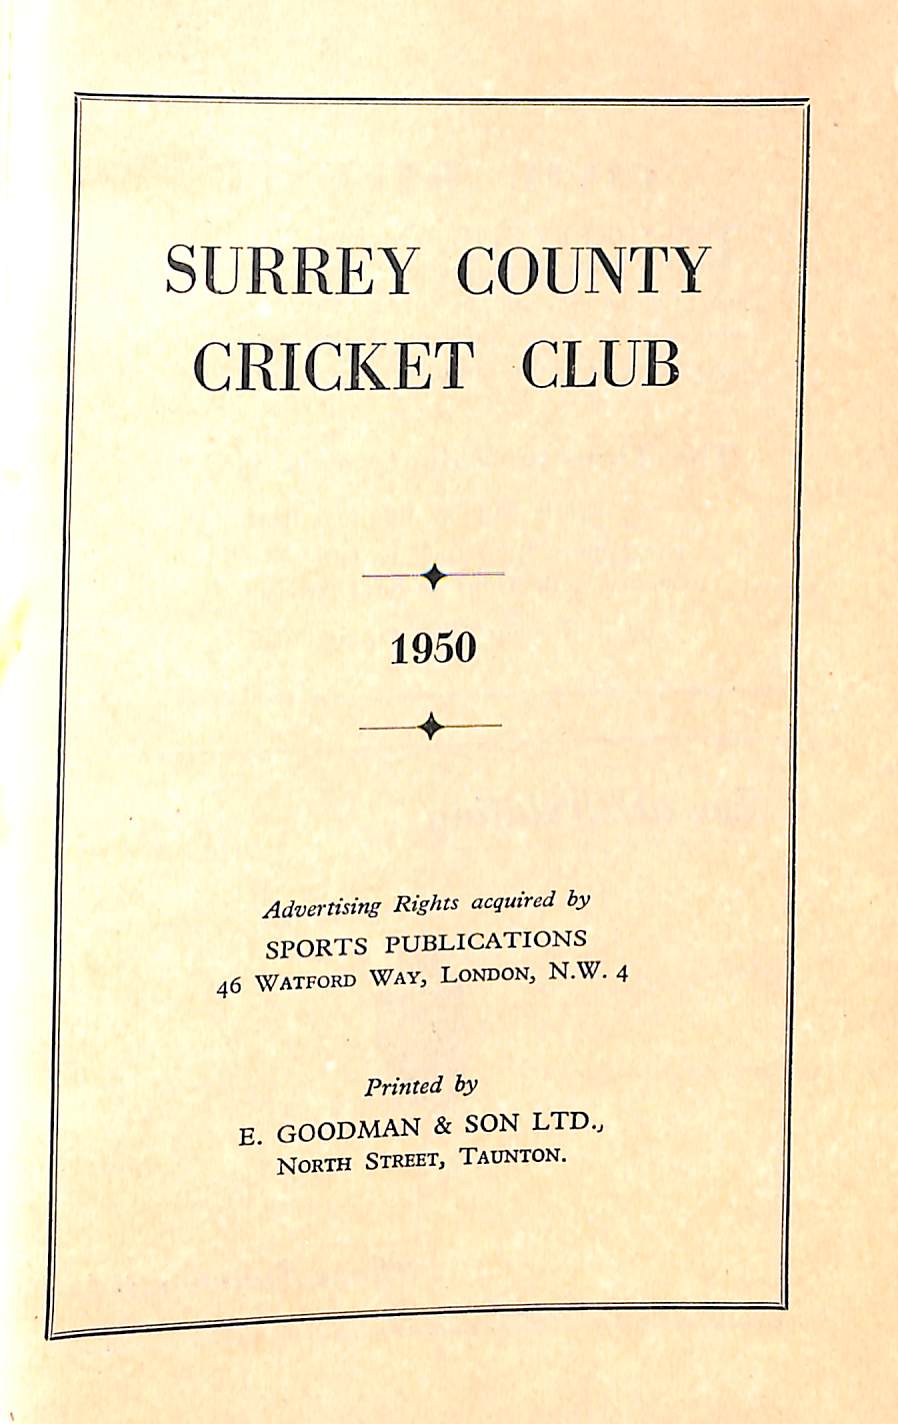 SURREY COUNTY
CRICKET CLUB
1950
Advertising Rights acquired by
SPORTS PUBLICATIONS
46 WATFORD WAY, LONDON, N.W. 4
Printed by
E. GOODMAN & SON LTD.,
NORTH STREET, TAUNTON.